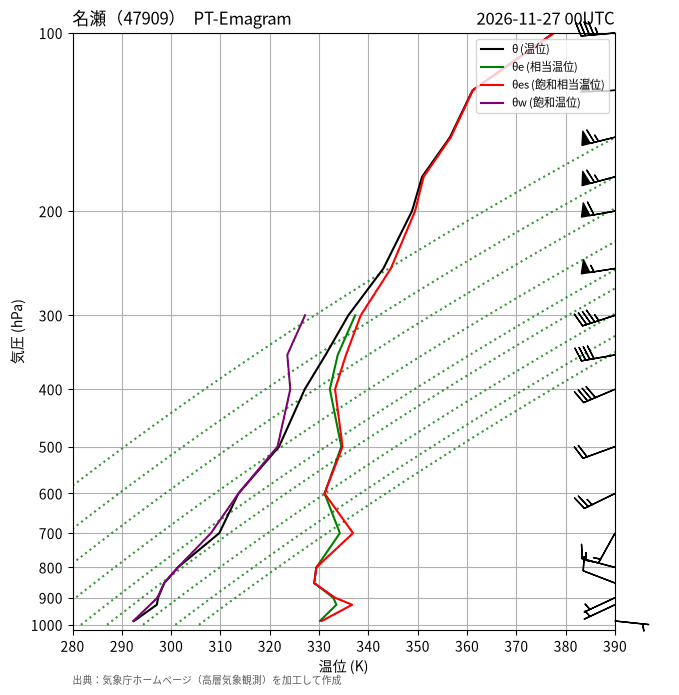 名瀬（47909） PT-Emagram
2026-11-27 00UTC
θ (温位)
θe (相当温位)
θes (飽和相当温位)
θw (飽和温位)
100
200
300
400
500
600
700
800
900
1000
気圧 (hPa)
280 290 300 310 320 330 340 350 360 370 380 390
温位 (K)
出典：気象庁ホームページ（高層気象観測）を加工して作成